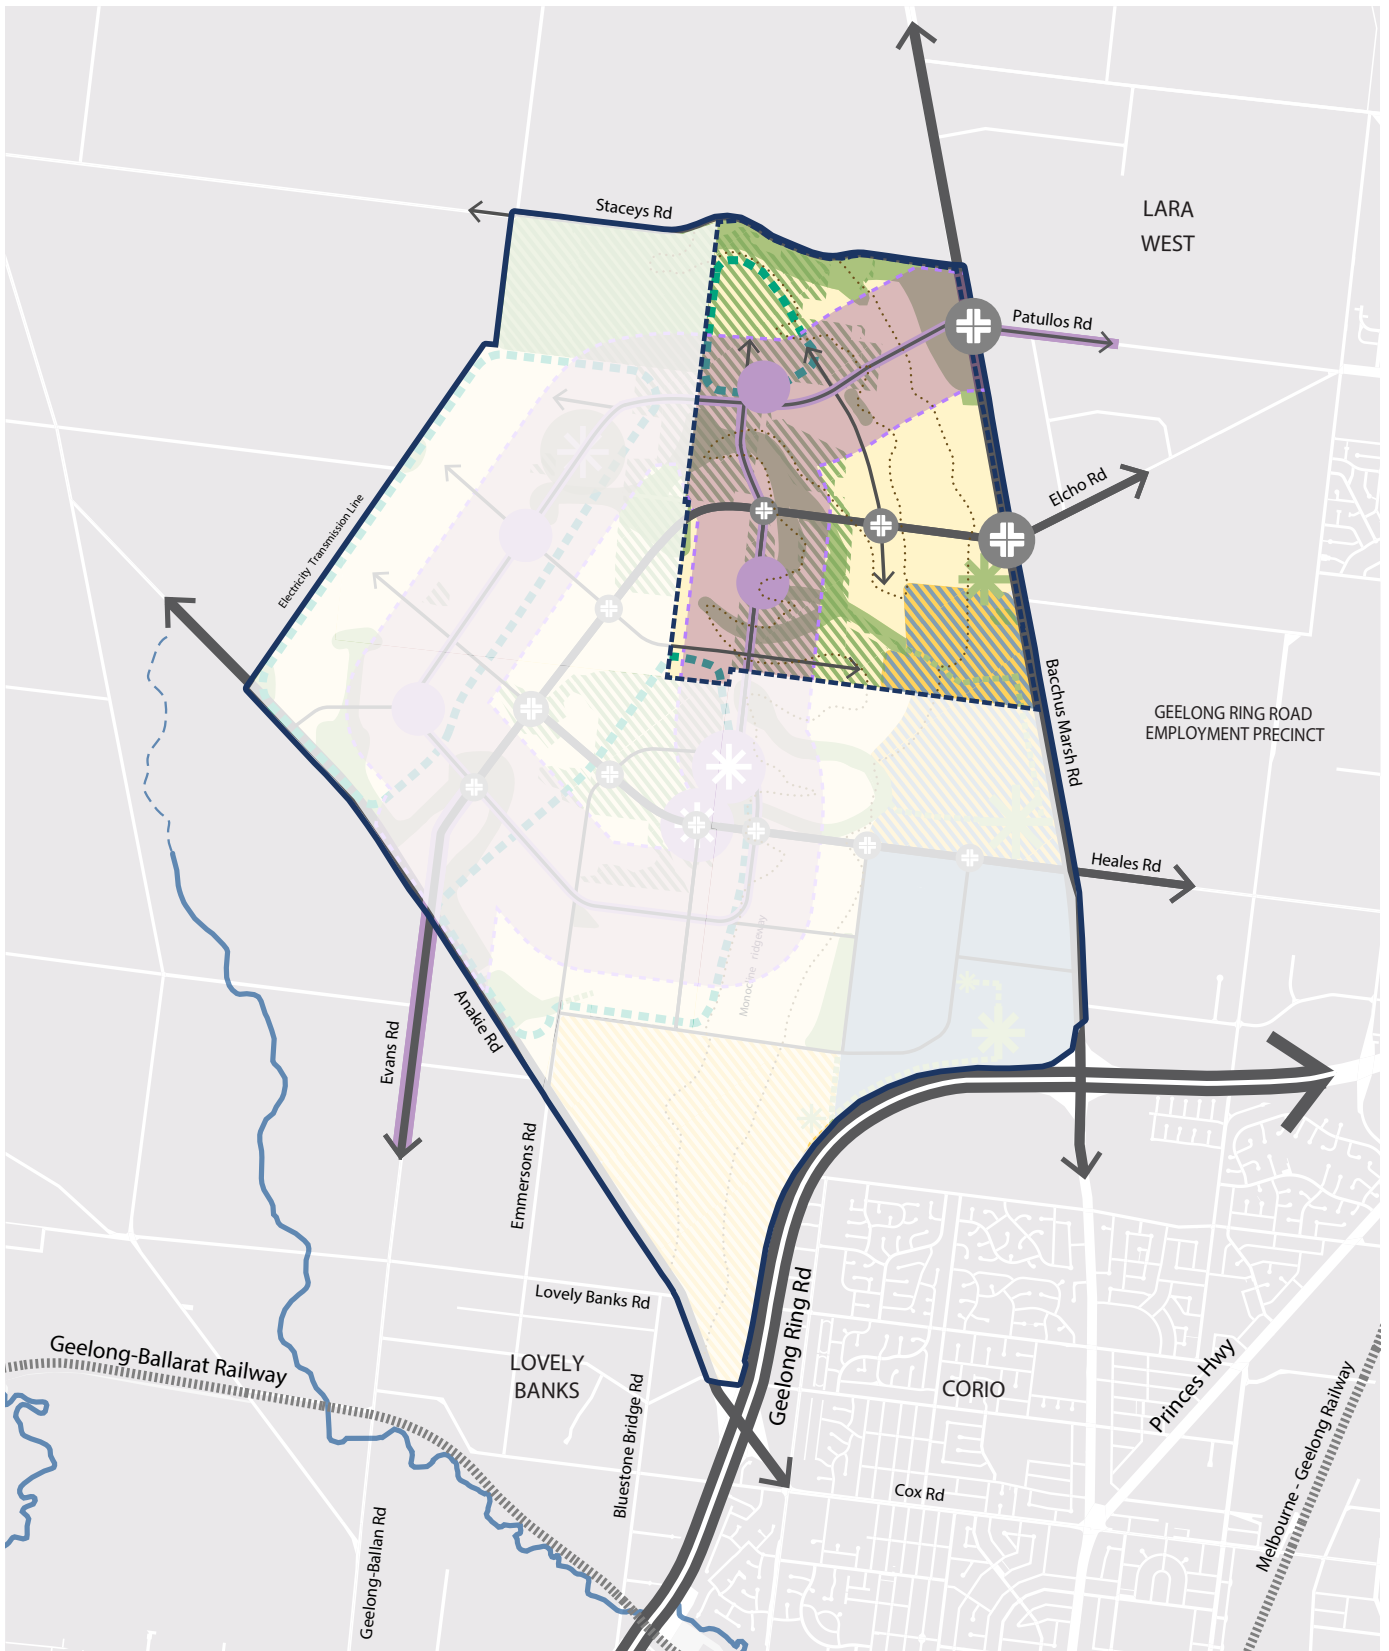 Staceys Rd
LARA
WEST
Patullos Rd
Elcho Rd
Electricity Transmission Line
Bacchus Marsh Rd
GEELONG RING ROAD
EMPLOYMENT PRECINCT
Heales Rd
Monocline ridgeway
Anakie Rd
Evans Rd
Emmersons Rd
Lovely Banks Rd
Geelong Ring Rd
Geelong-Ballarat Railway
LOVELY
BANKS
CORIO
Princes Hwy
Bluestone Bridge Rd
Melbourne - Geelong Railway
Cox Rd
Geelong-Ballan Rd